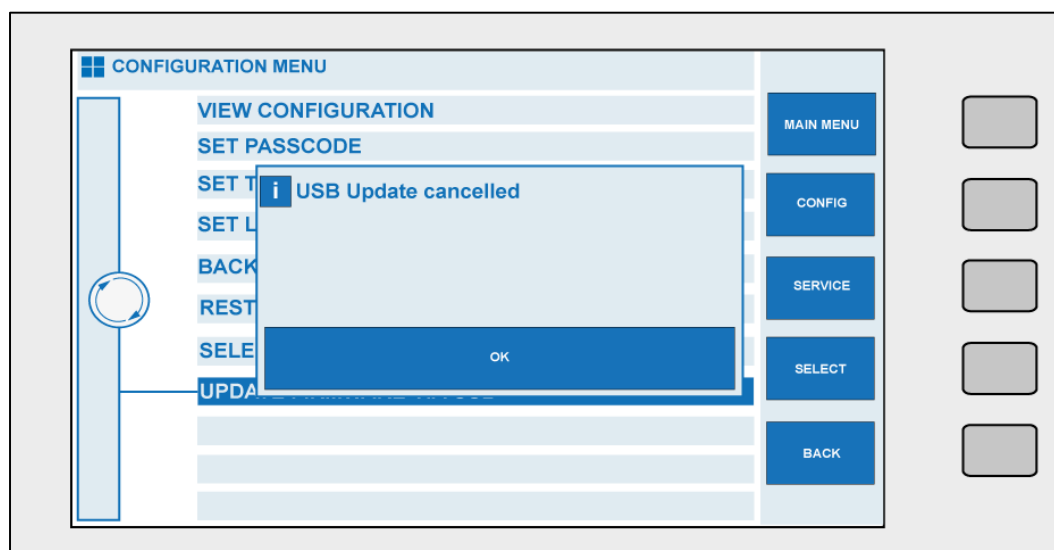 CONFIGURATION MENU
VIEW CONFIGURATION
SET PASSCODE
SET T
SET L
BACK
REST
SELE
UPDA
i USB Update cancelled
OK
MAIN MENU
CONFIG
SERVICE
SELECT
BACK